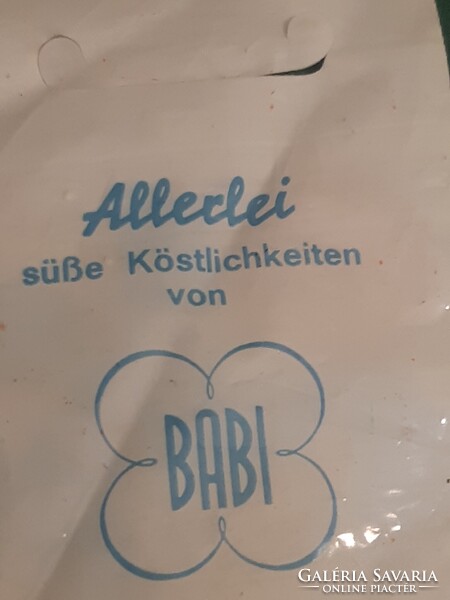 Allerlei
süße Köstlichkeiten
von
BABI
GALÉRIA SAVARIA
ONLINE PIACTÉR